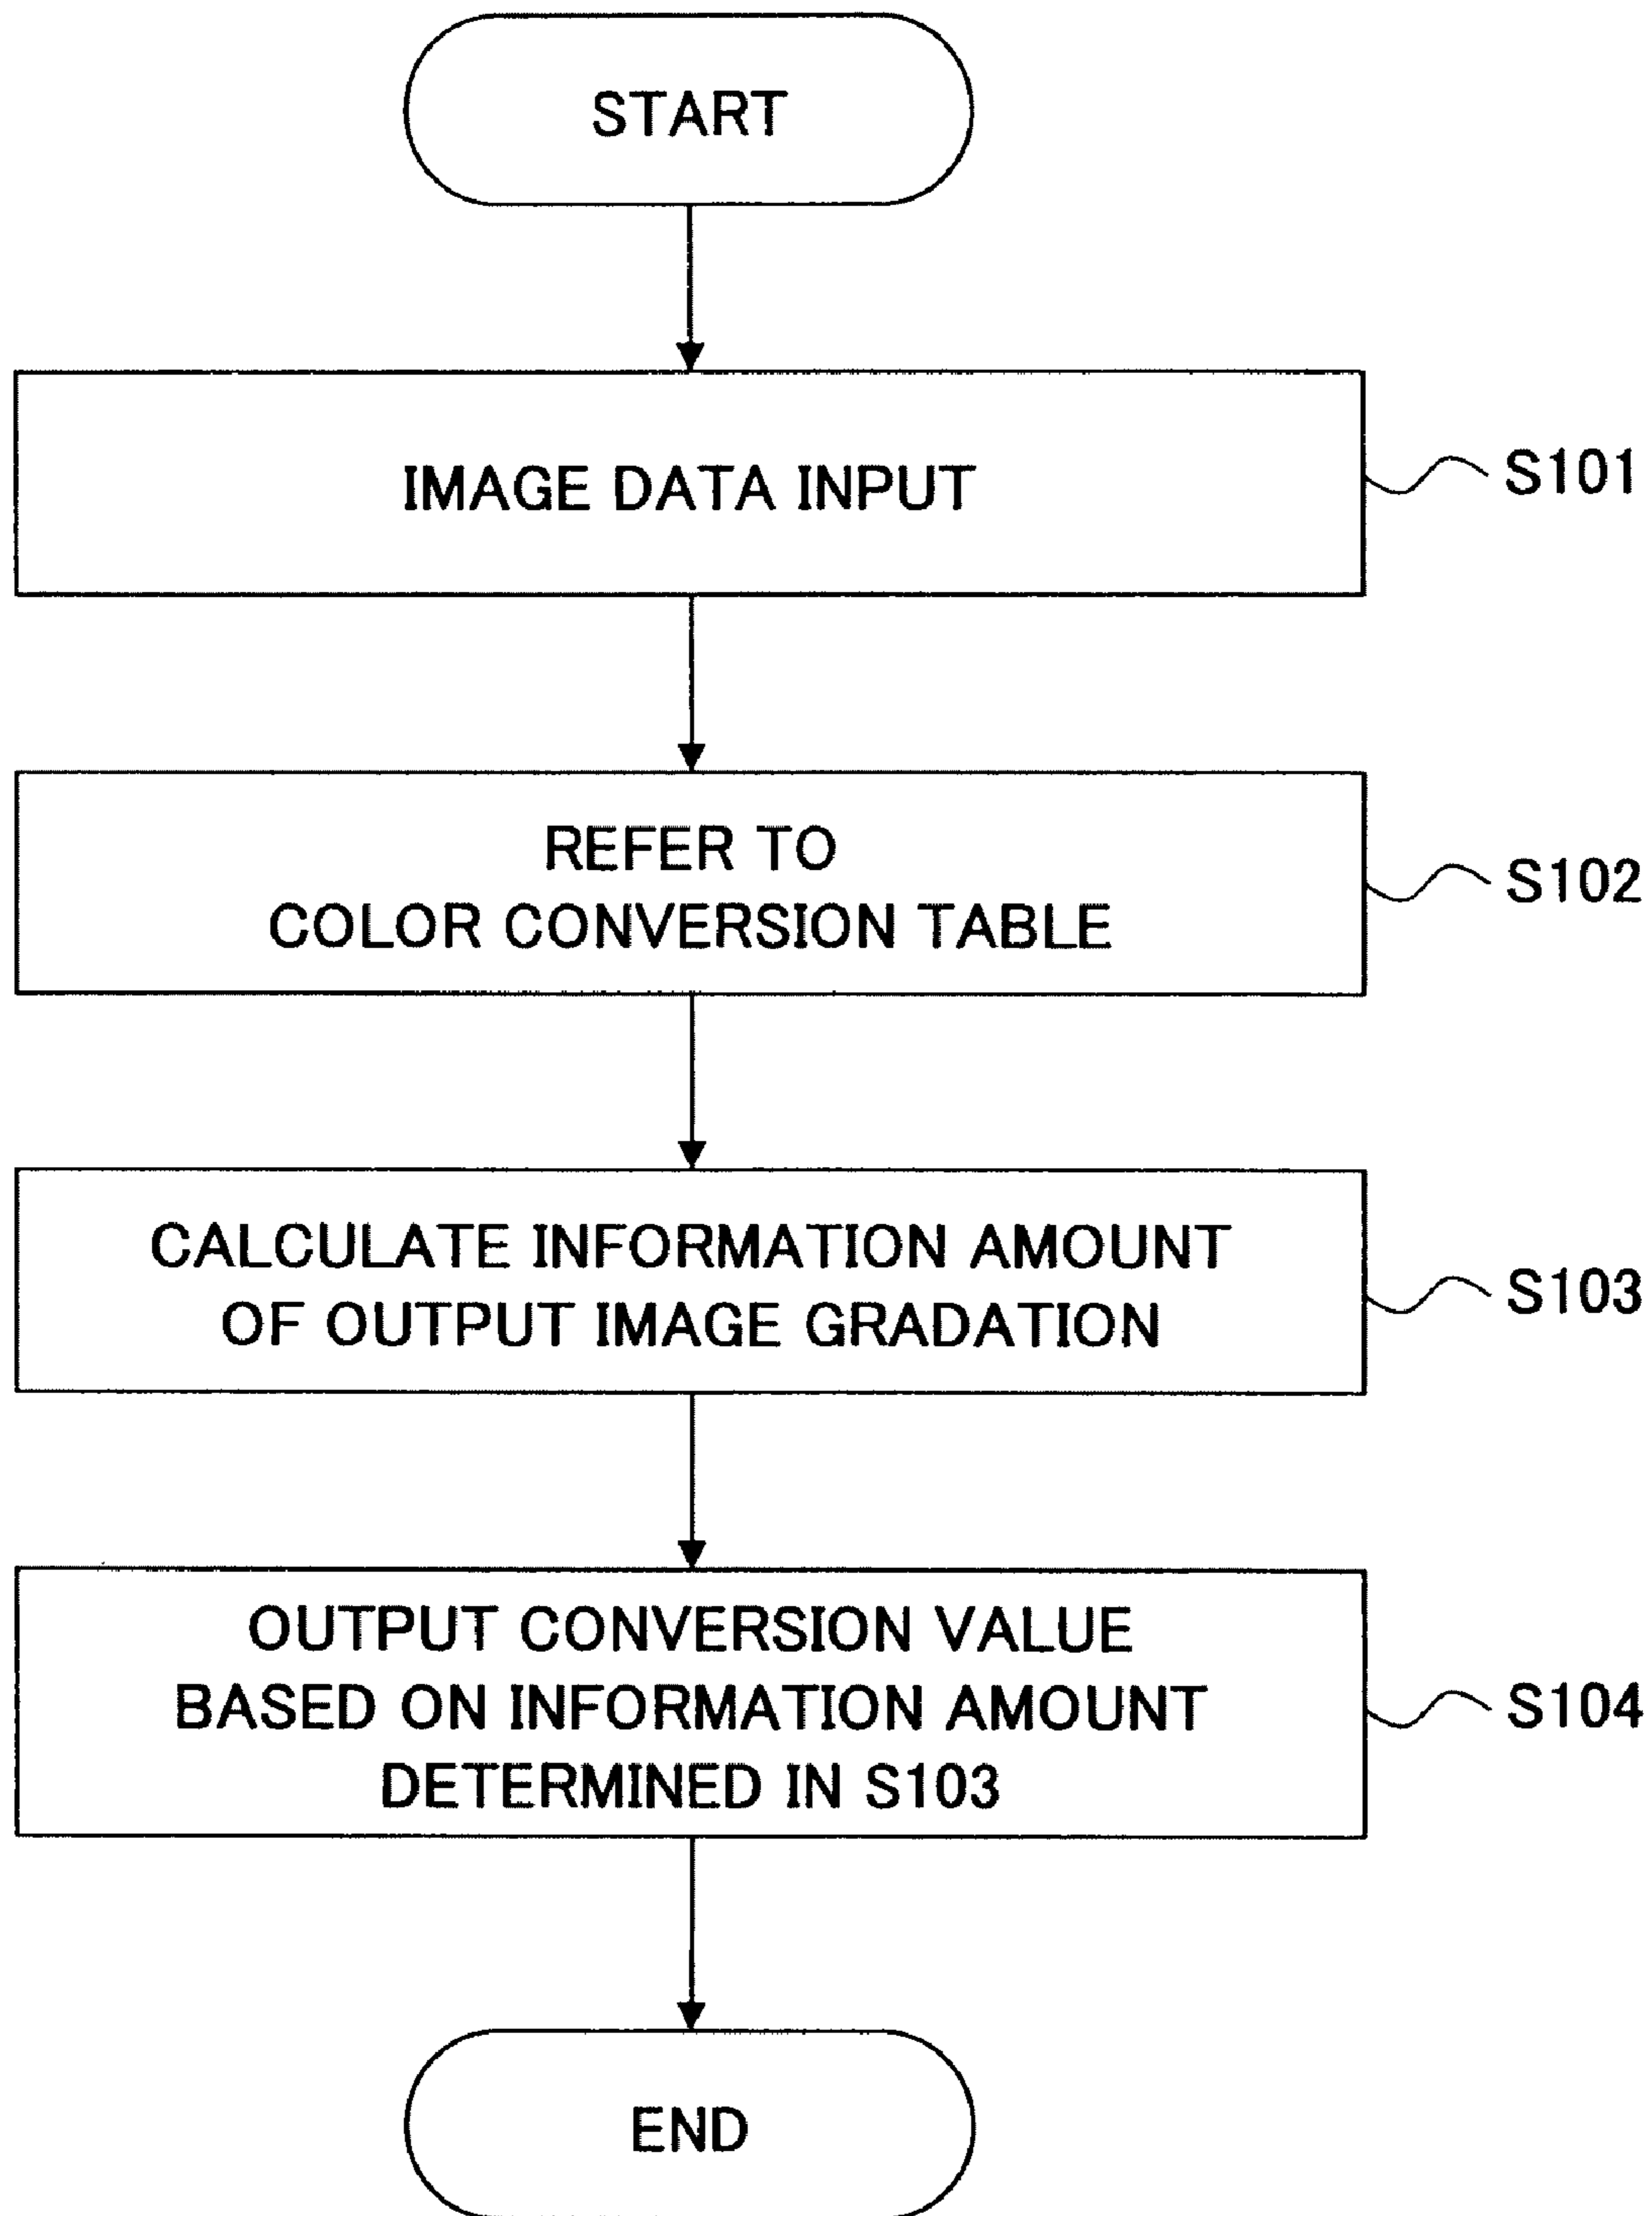 START
IMAGE DATA INPUT
S101
REFER TO
COLOR CONVERSION TABLE
S102
CALCULATE INFORMATION AMOUNT
OF OUTPUT IMAGE GRADATION
S103
OUTPUT CONVERSION VALUE
BASED ON INFORMATION AMOUNT
DETERMINED IN S103
S104
END